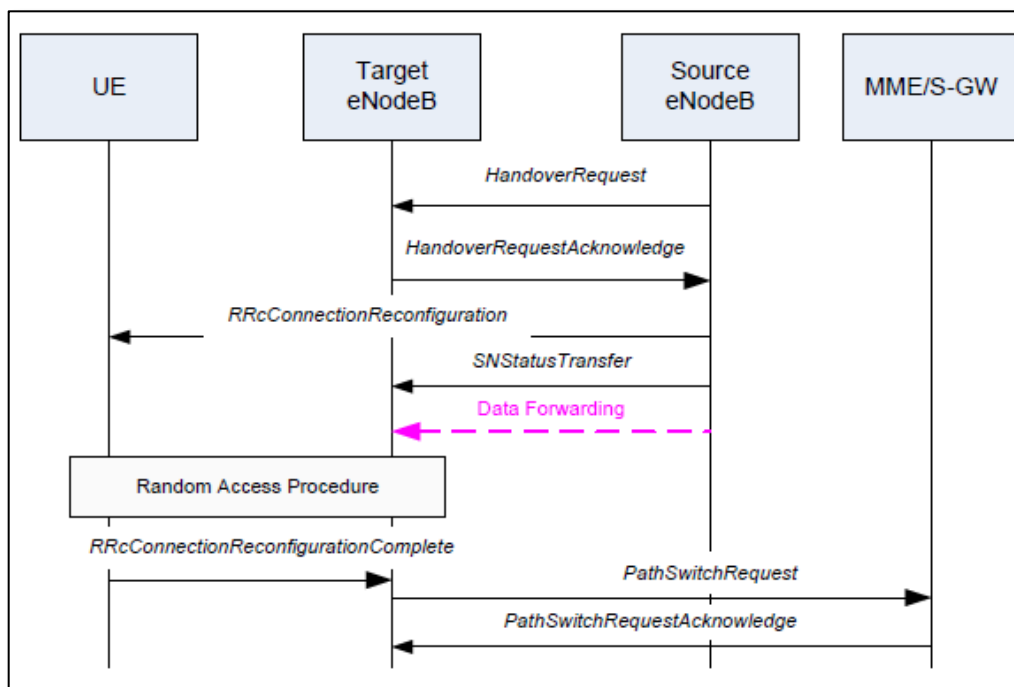 UE
Target
eNodeB
Source
eNodeB
MME/S-GW
HandoverRequest
HandoverRequestAcknowledge
RRcConnectionReconfiguration
SNStatusTransfer
Data Forwarding
Random Access Procedure
RRcConnectionReconfigurationComplete
PathSwitchRequest
PathSwitchRequestAcknowledge